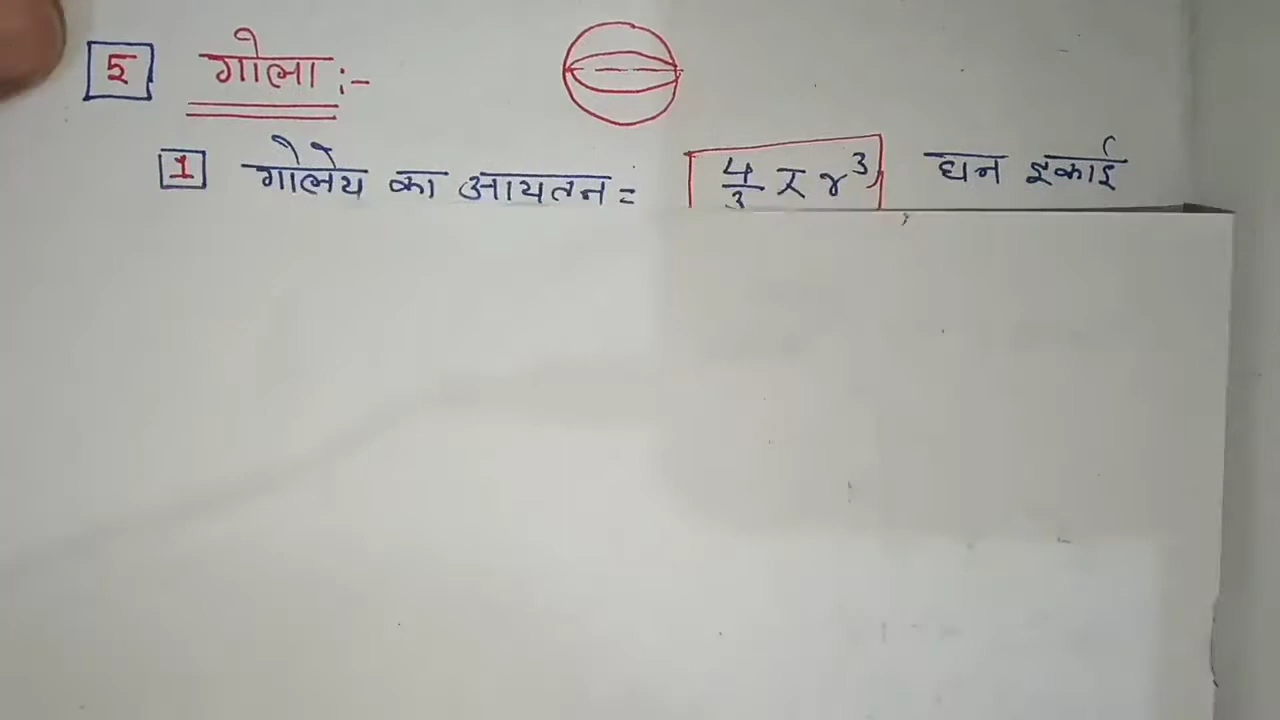 5 गोला :-
1 गोलेय का आयतन = 4/3 π r³ घन इकाई